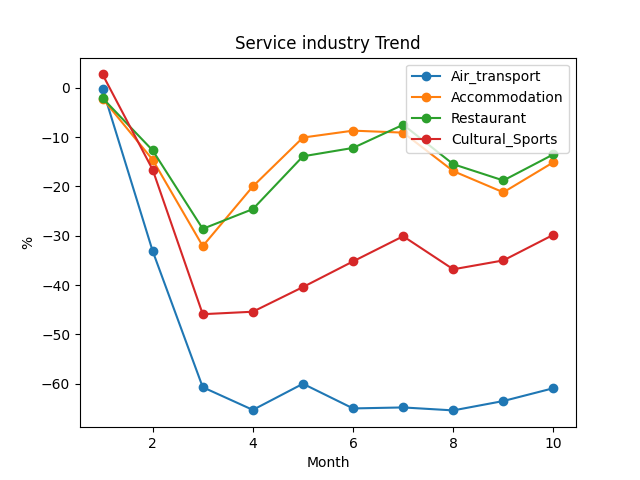 Service industry Trend
Air_transport
Accommodation
Restaurant
Cultural_Sports
0
−10
−20
−30
−40
−50
−60
%
2
4
6
8
10
Month